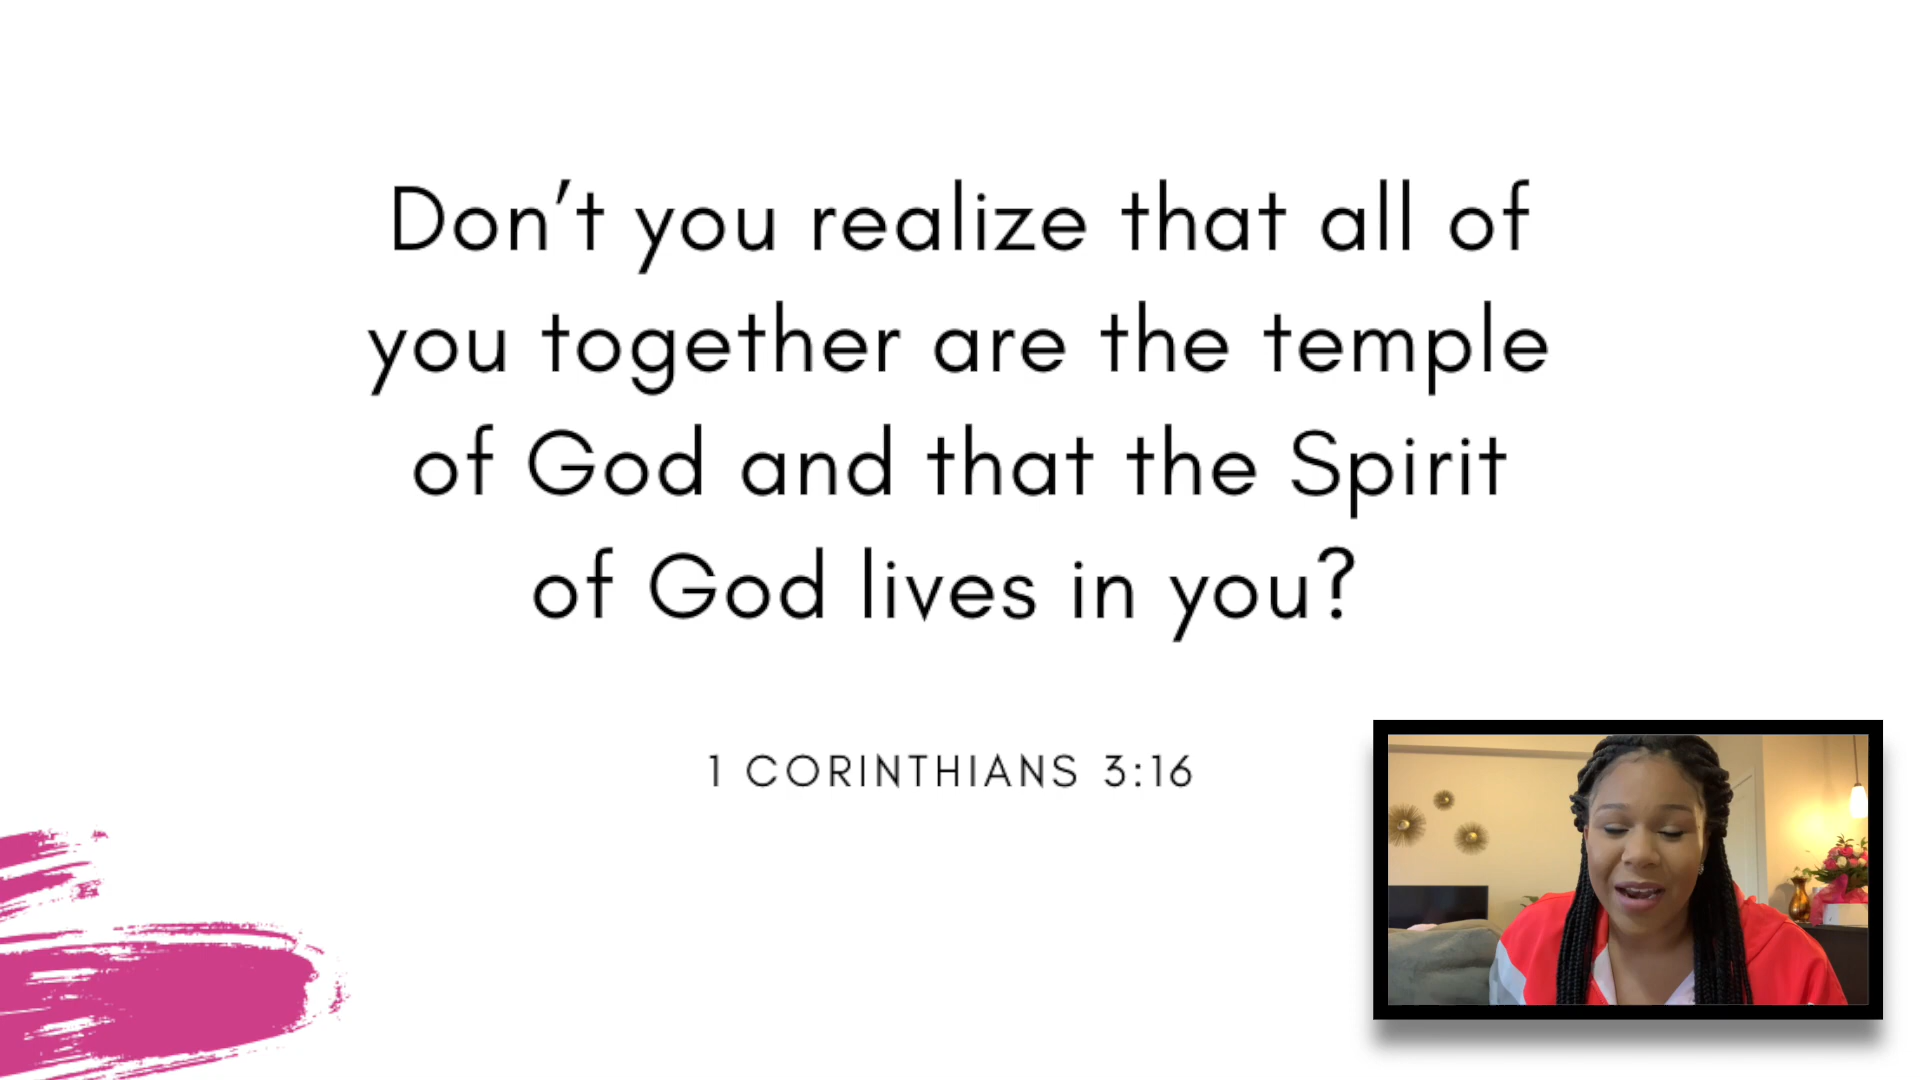 Don’t you realize that all of
you together are the temple
of God and that the Spirit
of God lives in you?
1 CORINTHIANS 3:16